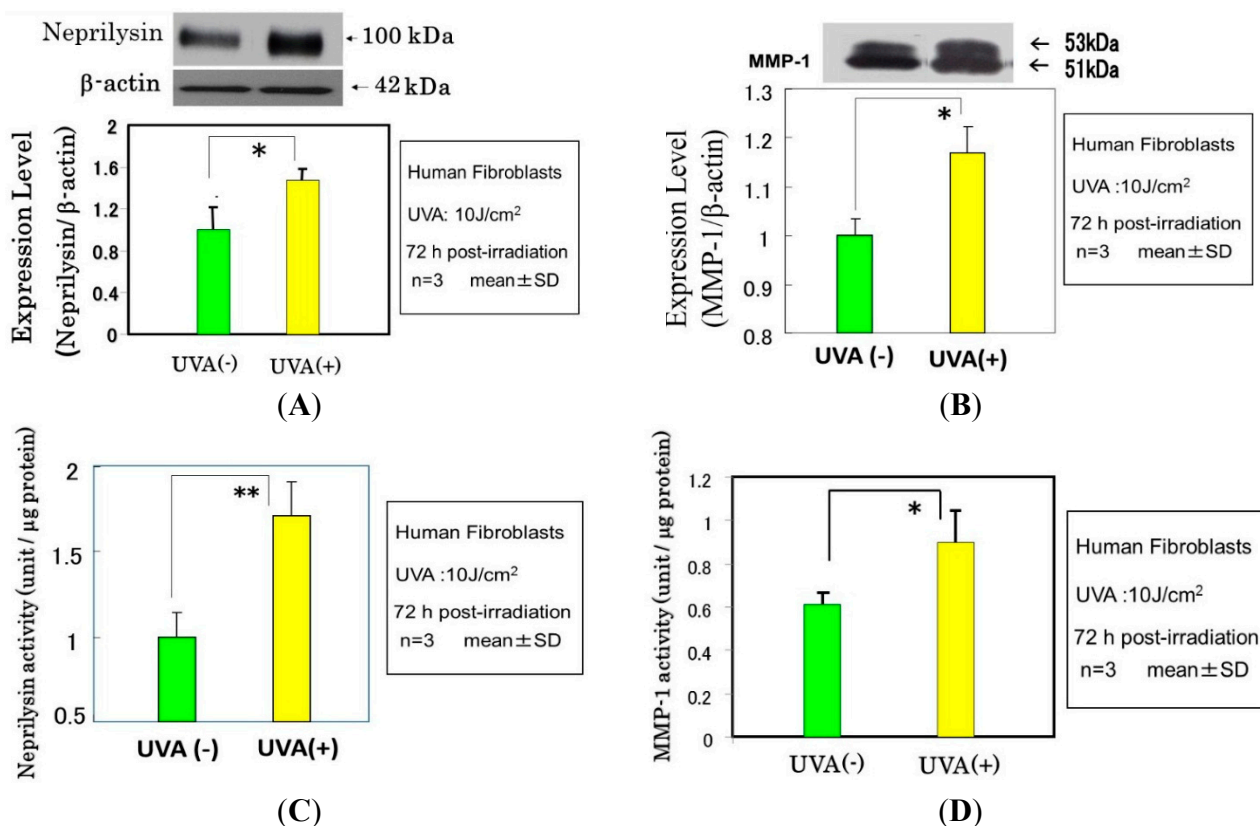 Neprilysin
100 kDa
β-actin
42 kDa
Expression Level
(Neprilysin/ β-actin)
2
1.6
1.2
0.8
0.4
0
*
UVA(-)
UVA(+)
Human Fibroblasts
UVA: 10J/cm²
72 h post-irradiation
n=3 mean±SD
(A)
MMP-1
53kDa
51kDa
Expression Level
(MMP-1/β-actin)
1.3
1.2
1.1
1
0.9
0.8
*
UVA (-)
UVA(+)
Human Fibroblasts
UVA :10J/cm²
72 h post-irradiation
n=3 mean±SD
(B)
Neprilysin activity (unit / µg protein)
2
1.5
1
0.5
**
UVA (-)
UVA(+)
Human Fibroblasts
UVA :10J/cm²
72 h post-irradiation
n=3 mean±SD
(C)
MMP-1 activity (unit / µg protein)
1.2
1
0.8
0.6
0.4
0.2
0
*
UVA(-)
UVA(+)
Human Fibroblasts
UVA :10J/cm²
72 h post-irradiation
n=3 mean±SD
(D)